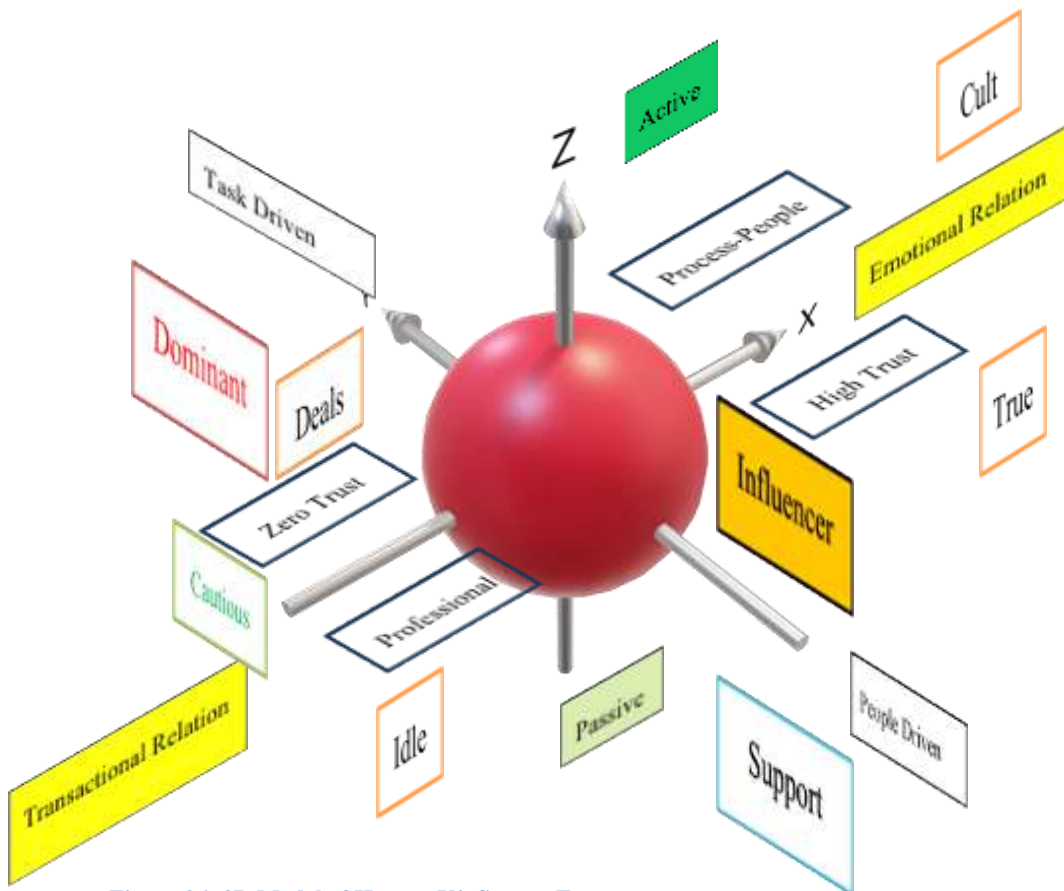 Active
Cult
Z
Task Driven
Process-People
Emotional Relation
Y
X
Dominant
Deals
High Trust
True
Influencer
Zero Trust
Cautious
Professional
Transactional Relation
Idle
Passive
Support
People Driven